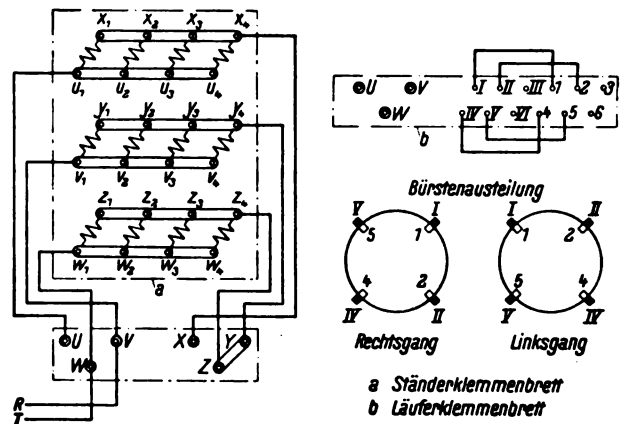 X₁ X₂ X₃ X₄
U₁ U₂ U₃ U₄
Y₁ Y₂ Y₃ Y₄
V₁ V₂ V₃ V₄
Z₁ Z₂ Z₃ Z₄
W₁ W₂ W₃ W₄
a
U V X Y
W Z
R
T
U V I II III 1 2 3
W IV V VI 4 5 6
b
Bürstenausteilung
V I
5 1
4 2
IV II
Rechtsgang
I II
1 2
5 4
V IV
Linksgang
a Ständerklemmenbrett
b Läuferklemmenbrett